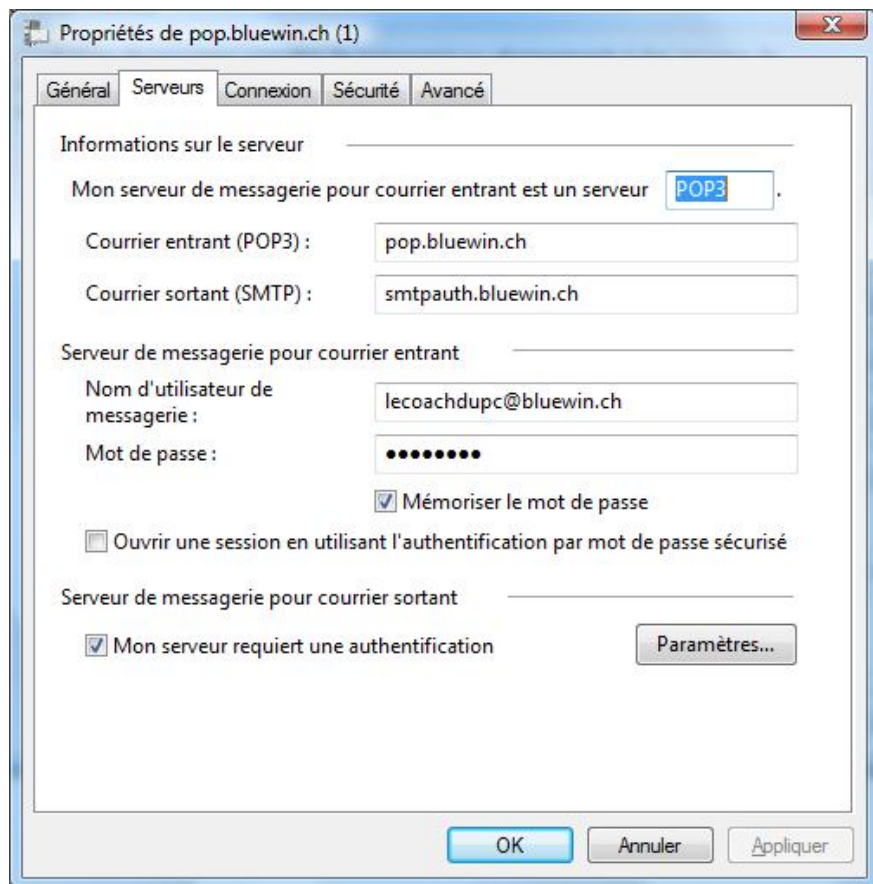 Propriétés de pop.bluewin.ch (1)
Général Serveurs Connexion Sécurité Avancé
Informations sur le serveur
Mon serveur de messagerie pour courrier entrant est un serveur POP3 .
Courrier entrant (POP3) : pop.bluewin.ch
Courrier sortant (SMTP) : smtpauth.bluewin.ch
Serveur de messagerie pour courrier entrant
Nom d'utilisateur de
messagerie : lecoachdupc@bluewin.ch
Mot de passe : ●●●●●●●●
Mémoriser le mot de passe
Ouvrir une session en utilisant l'authentification par mot de passe sécurisé
Serveur de messagerie pour courrier sortant
Mon serveur requiert une authentification Paramètres...
OK Annuler Appliquer